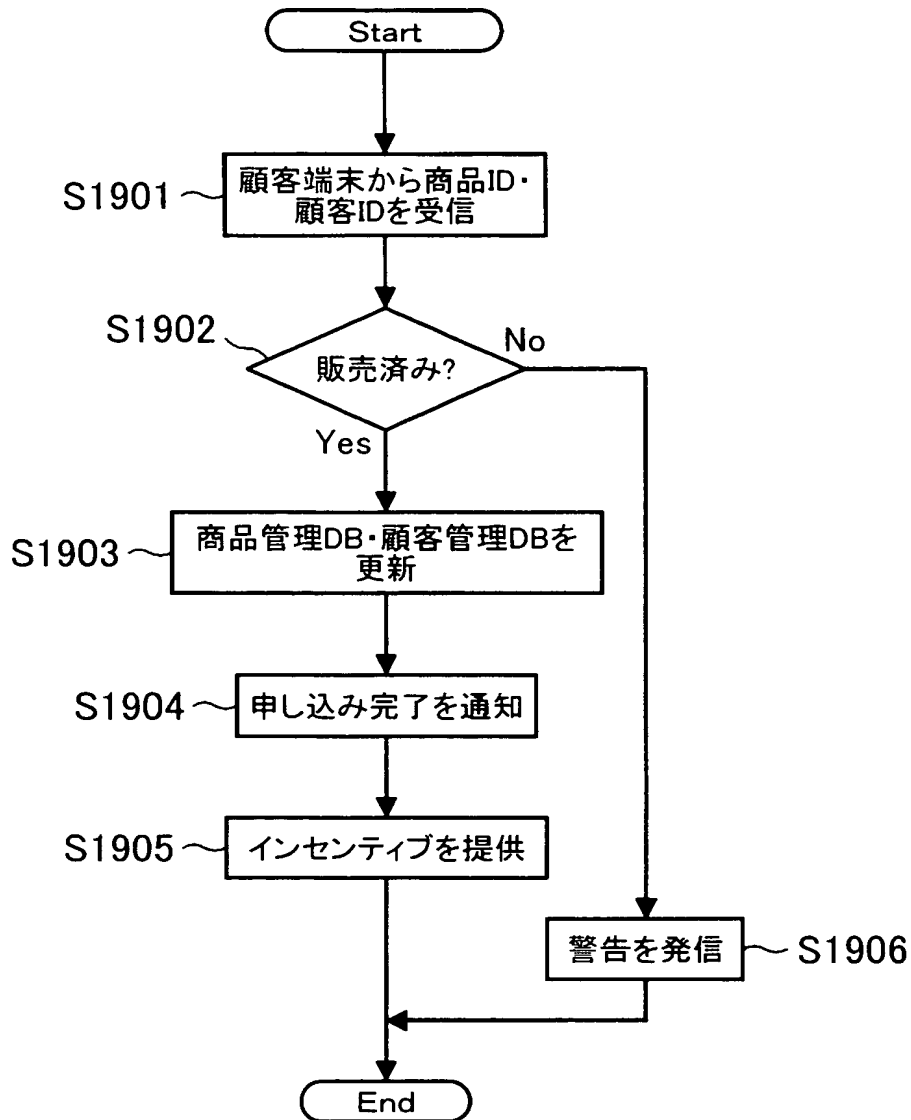 Start
S1901
顧客端末から商品ID・
顧客IDを受信
S1902
販売済み?
No
Yes
S1903
商品管理DB・顧客管理DBを
更新
S1904
申し込み完了を通知
S1905
インセンティブを提供
警告を発信
S1906
End